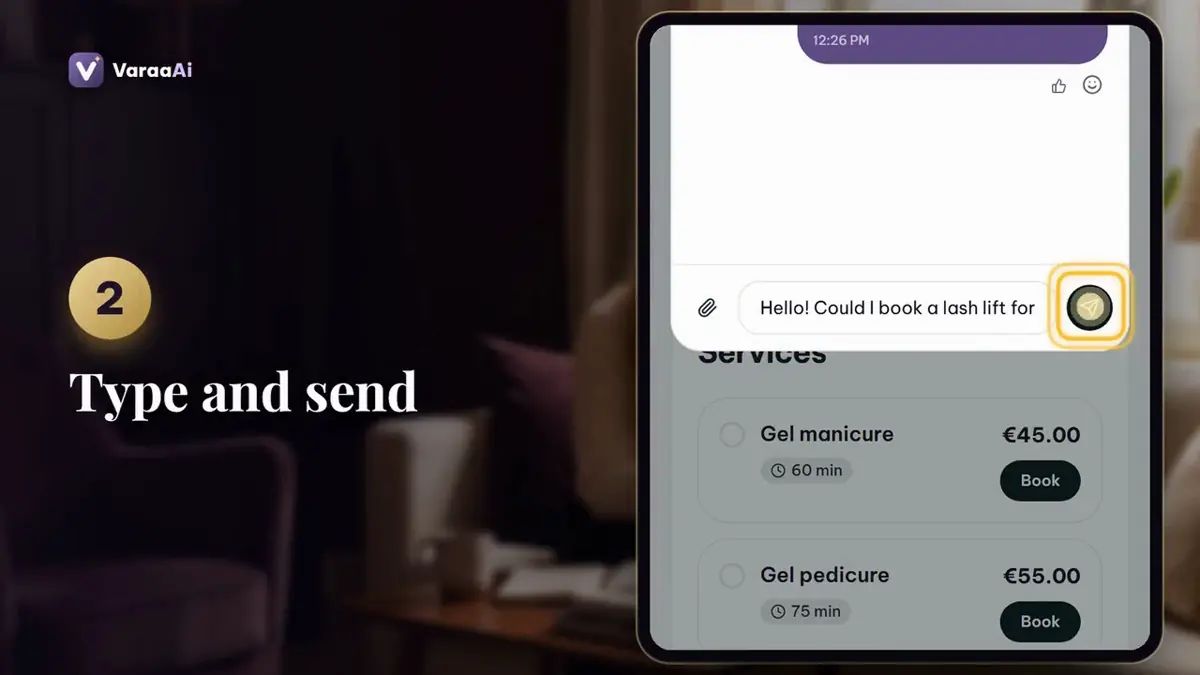 VaraaAi
2
Type and send
12:26 PM
Hello! Could I book a lash lift for
Services
Gel manicure
€45.00
60 min
Book
Gel pedicure
€55.00
75 min
Book